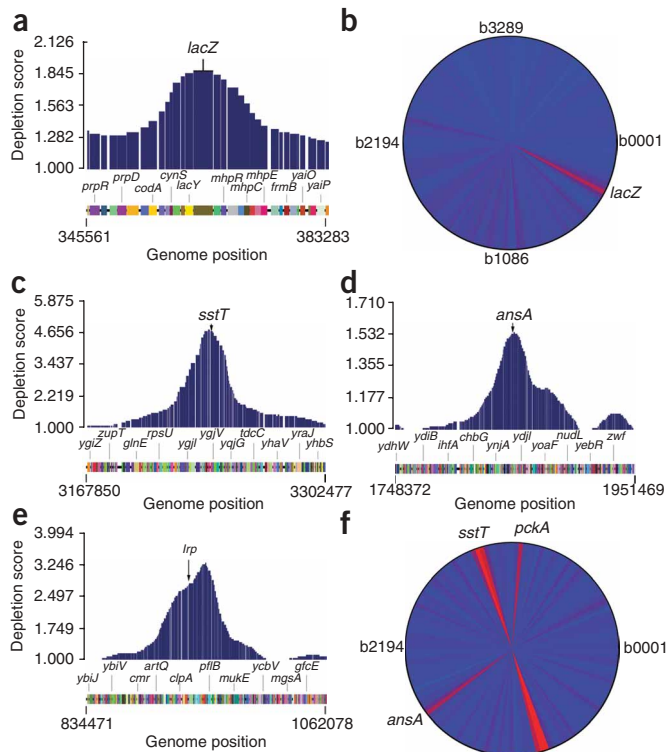 a
2.126
1.845
1.563
1.282
1.000
Depletion score
lacZ
prpR prpD codA cynS lacY mhpR mhpC mhpE frmB yaiO yaiP
345561 383283
Genome position
b
b3289
b2194
b0001
lacZ
b1086
c
5.875
4.656
3.437
2.219
1.000
Depletion score
sstT
zupT rpsU ygjV tdcC yraJ
ygiZ glnE ygjI yqjG yhaV yhbS
3167850 3302477
Genome position
d
1.710
1.532
1.355
1.177
1.000
Depletion score
ansA
ydiB chbG ydjI nudL zwf
ydhW ihfA ynjA yoaF yebR
1748372 1951469
Genome position
e
3.994
3.246
2.497
1.749
1.000
Depletion score
lrp
ybiV artQ pflB ycbV gfcE
ybiJ cmr clpA mukE mgsA
834471 1062078
Genome position
f
sstT pckA
b2194
b0001
ansA